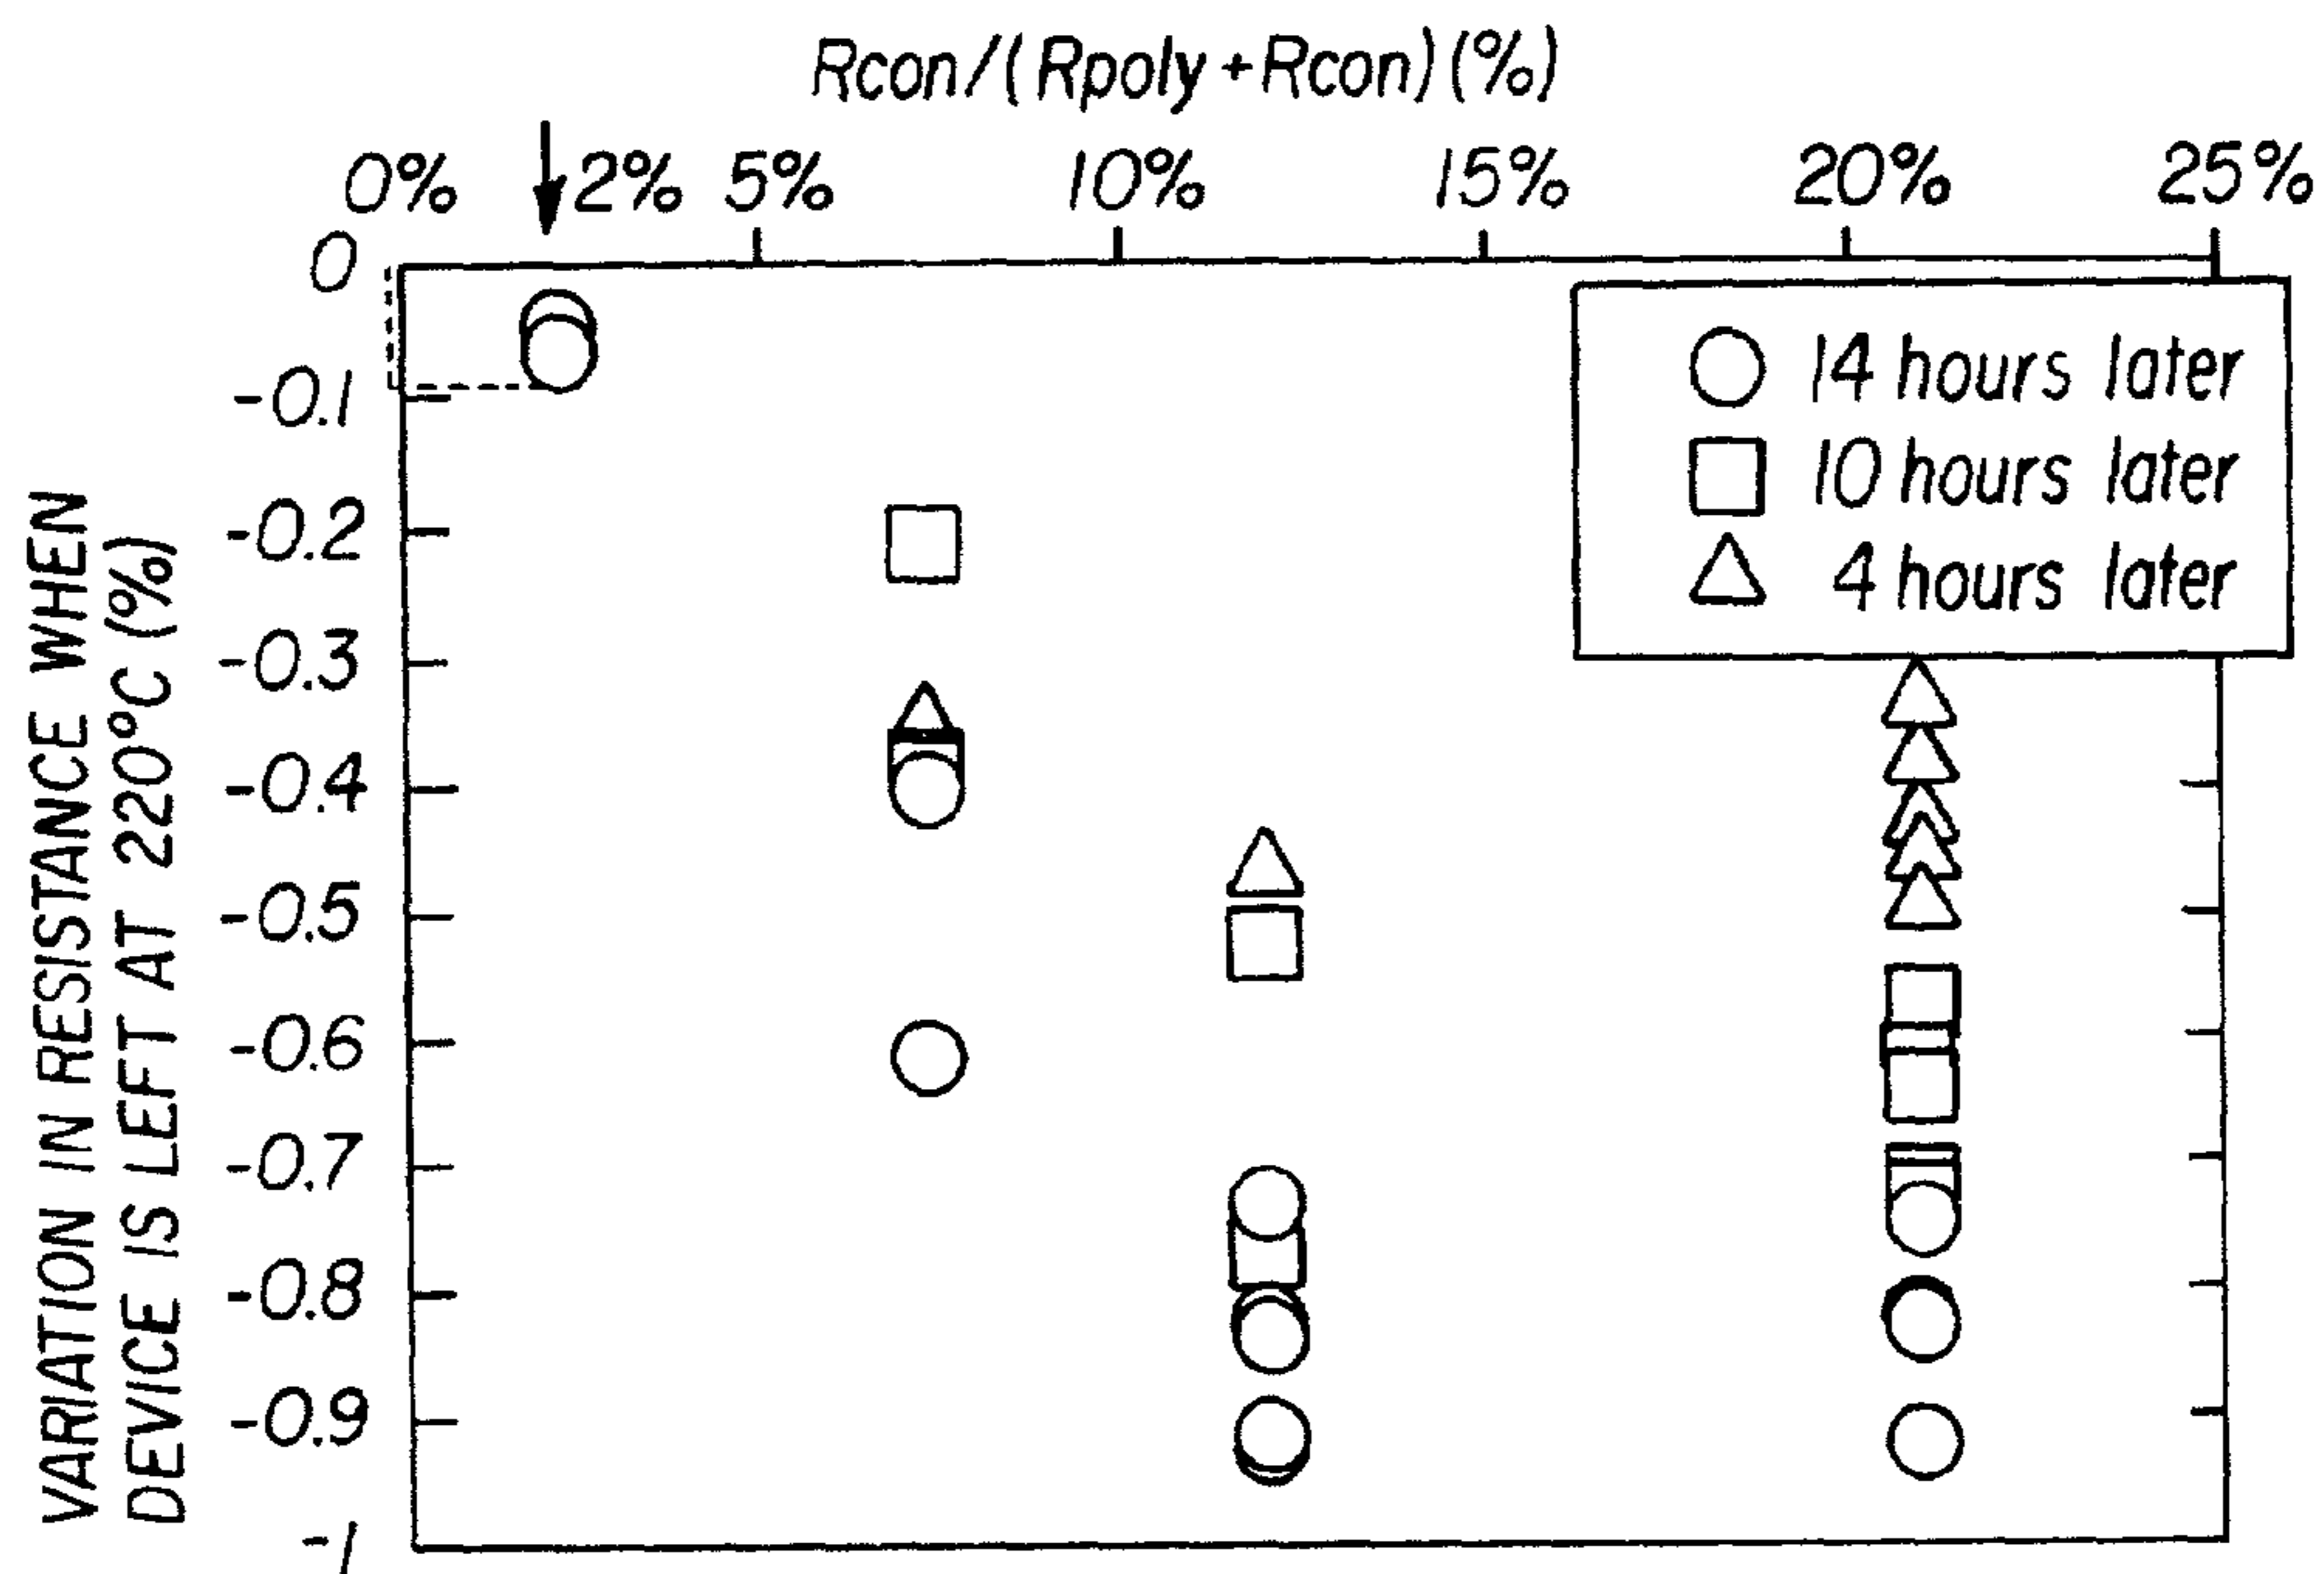 Rcon/(Rpoly+Rcon)(%)
0% 2% 5% 10% 15% 20% 25%
0
-0.1
-0.2
-0.3
-0.4
-0.5
-0.6
-0.7
-0.8
-0.9
-1
VARIATION IN RESISTANCE WHEN
DEVICE IS LEFT AT 220°C (%)
14 hours later
10 hours later
4 hours later